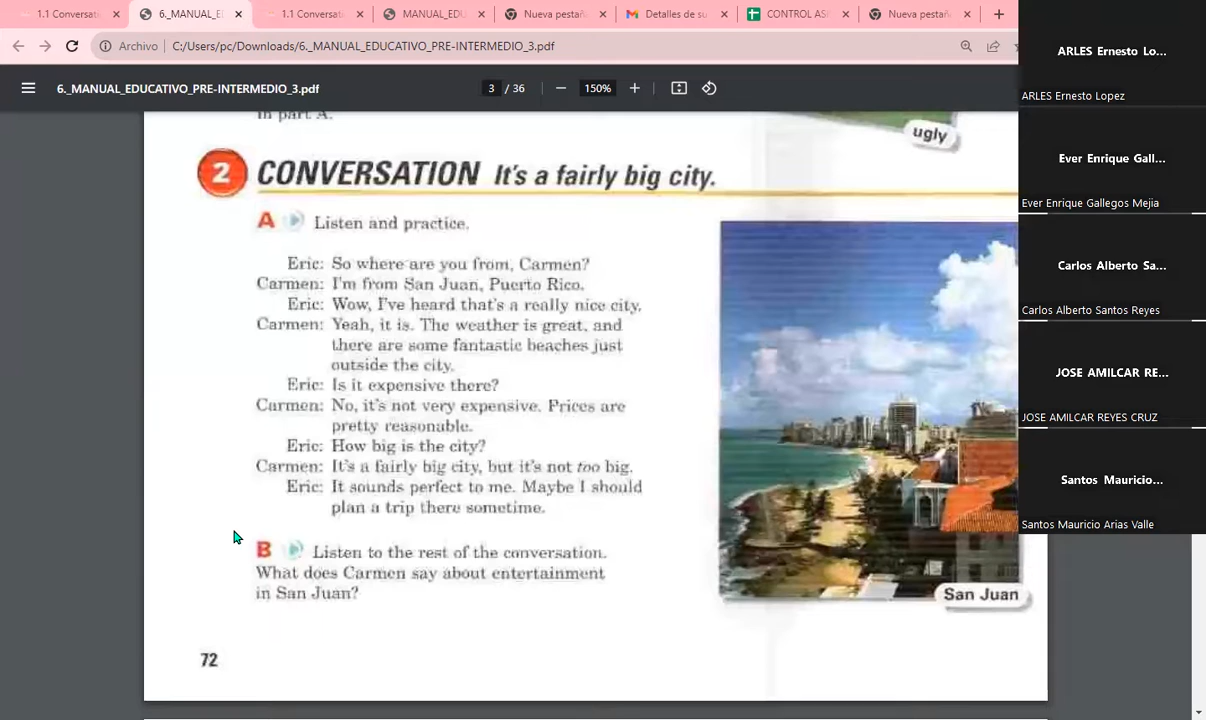 1.1 Conversat
6._MANUAL_E
1.1 Conversat
MANUAL_EDU
Nueva pestañ
Detalles de su
CONTROL ASI
Nueva pestañ
Archivo
C:/Users/pc/Downloads/6._MANUAL_EDUCATIVO_PRE-INTERMEDIO_3.pdf
6._MANUAL_EDUCATIVO_PRE-INTERMEDIO_3.pdf
3 / 36
150%
in part A.
ugly
2 CONVERSATION It's a fairly big city.
A Listen and practice.
Eric: So where are you from, Carmen?
Carmen: I'm from San Juan, Puerto Rico.
Eric: Wow, I've heard that's a really nice city.
Carmen: Yeah, it is. The weather is great, and
there are some fantastic beaches just
outside the city.
Eric: Is it expensive there?
Carmen: No, it's not very expensive. Prices are
pretty reasonable.
Eric: How big is the city?
Carmen: It's a fairly big city, but it's not too big.
Eric: It sounds perfect to me. Maybe I should
plan a trip there sometime.
B Listen to the rest of the conversation.
What does Carmen say about entertainment
in San Juan?
San Juan
72
ARLES Ernesto Lo...
ARLES Ernesto Lopez
Ever Enrique Gall...
Ever Enrique Gallegos Mejia
Carlos Alberto Sa...
Carlos Alberto Santos Reyes
JOSE AMILCAR RE...
JOSE AMILCAR REYES CRUZ
Santos Mauricio...
Santos Mauricio Arias Valle